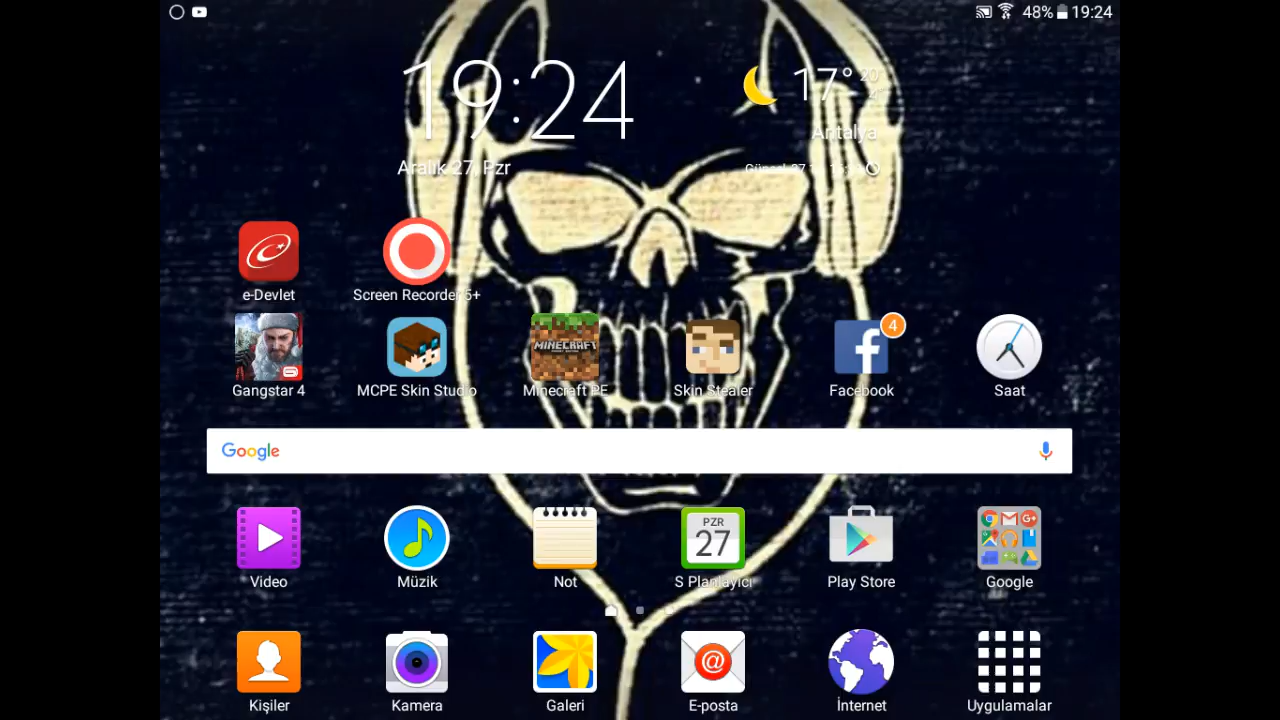 48% 19:24
19:24
17° 20
Antalya
Aralık 27, Pzr
e-Devlet
Screen Recorder 5+
MINECRAFT
4
Gangstar 4
MCPE Skin Studio
Minecraft PE
Skin Stealer
Facebook
Saat
Google
PZR
27
Video
Müzik
Not
S Planlayıcı
Play Store
Google
Kişiler
Kamera
Galeri
E-posta
İnternet
Uygulamalar